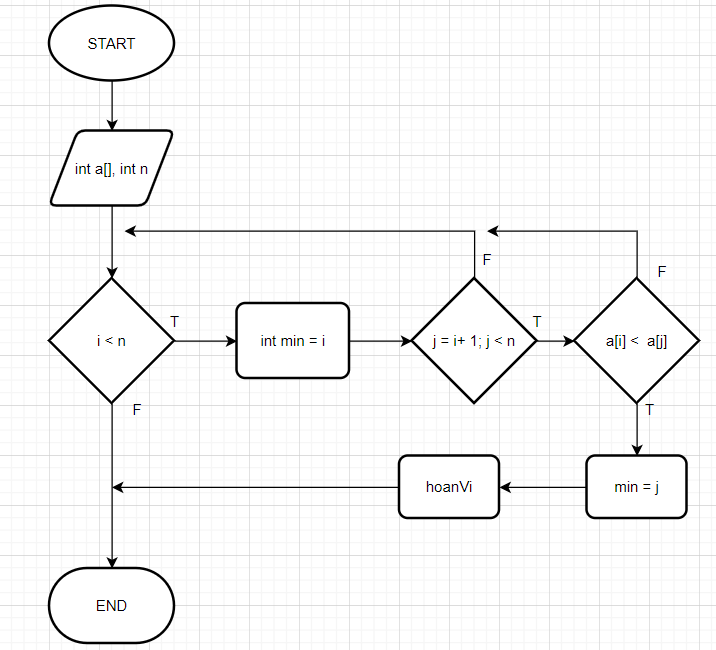 START
int a[], int n
i < n
T
int min = i
j = i+ 1; j < n
F
T
a[i] < a[j]
F
T
F
min = j
hoanVi
END